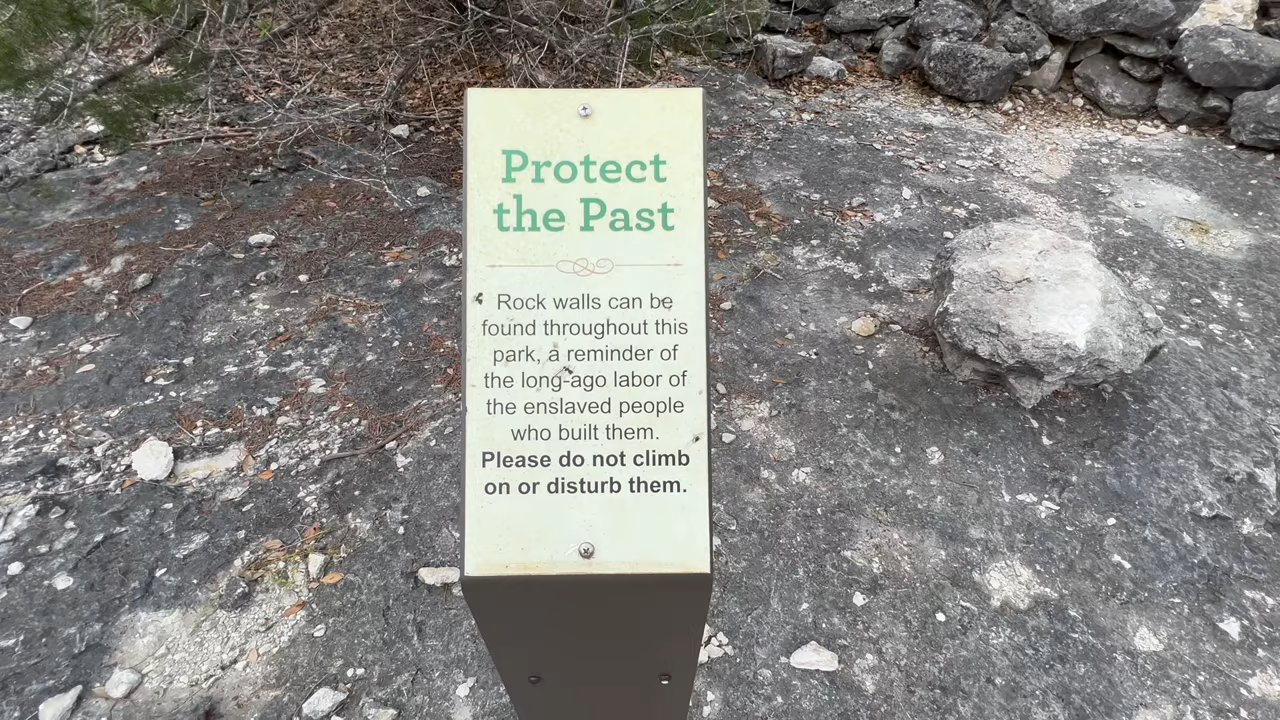 Protect
the Past
Rock walls can be
found throughout this
park, a reminder of
the long-ago labor of
the enslaved people
who built them.
Please do not climb
on or disturb them.